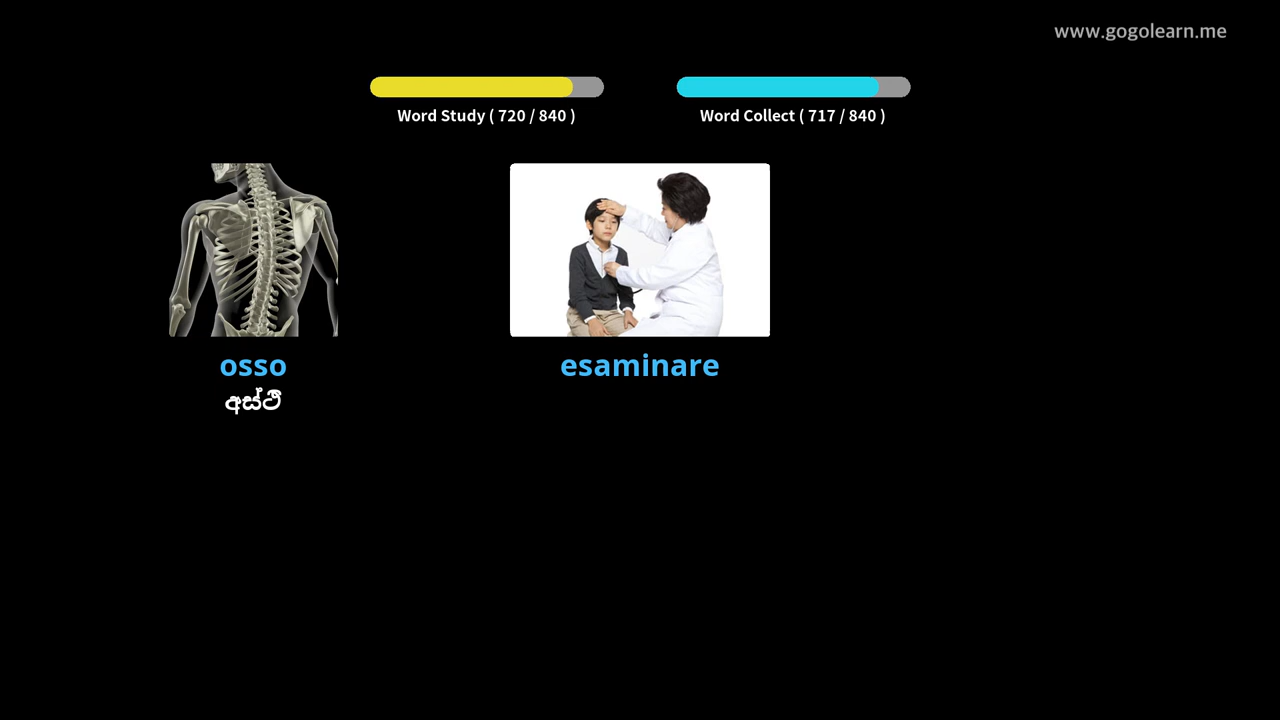 www.gogolearn.me
Word Study ( 720 / 840 )
Word Collect ( 717 / 840 )
osso
esaminare
අස්ථි